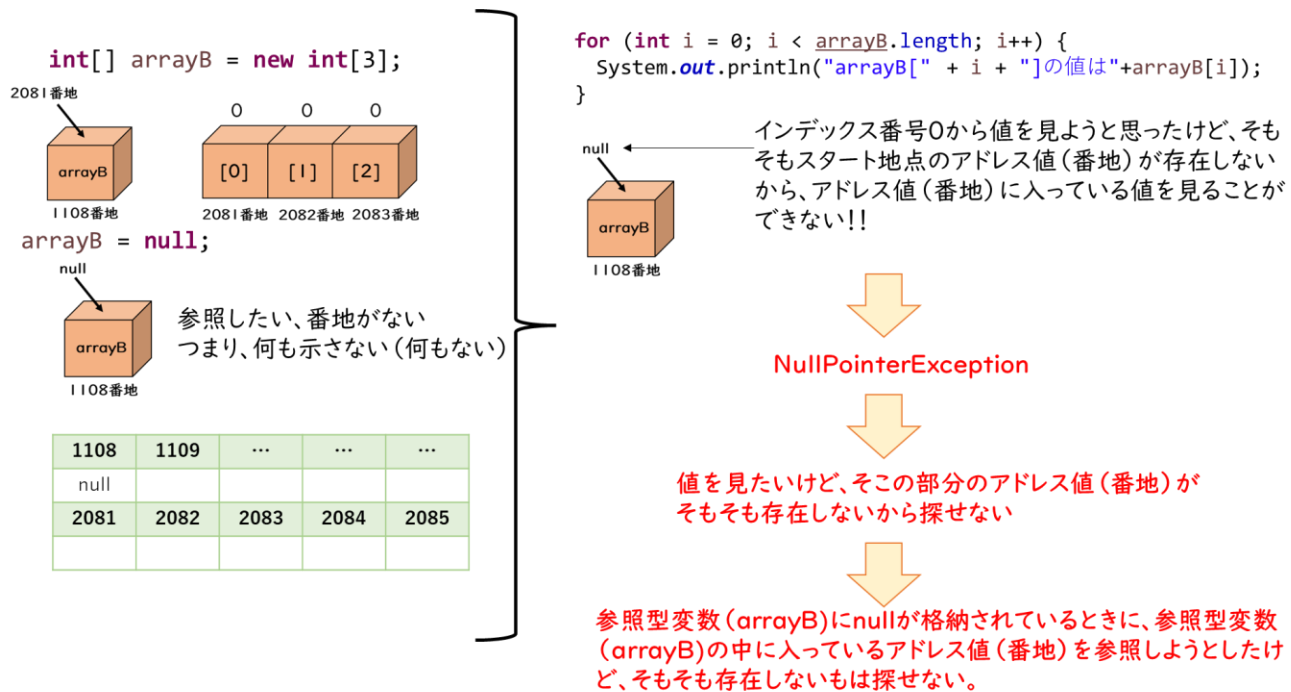 int[] arrayB = new int[3];
2081番地
0 0 0
arrayB
[0] [1] [2]
1108番地
2081番地 2082番地 2083番地
arrayB = null;
null
arrayB
1108番地
参照したい、番地がない
つまり、何も示さない(何もない)
1108 1109 … … …
null
2081 2082 2083 2084 2085
for (int i = 0; i < arrayB.length; i++) {
System.out.println("arrayB[" + i + "]の値は"+arrayB[i]);
}
null
arrayB
1108番地
インデックス番号0から値を見ようと思ったけど、そも
そもスタート地点のアドレス値(番地)が存在しない
から、アドレス値(番地)に入っている値を見ることが
できない!!
NullPointerException
値を見たいけど、そこの部分のアドレス値(番地)が
そもそも存在しないから探せない
参照型変数(arrayB)にnullが格納されているときに、参照型変数
(arrayB)の中に入っているアドレス値(番地)を参照しようとしたけ
ど、そもそも存在しないもは探せない。